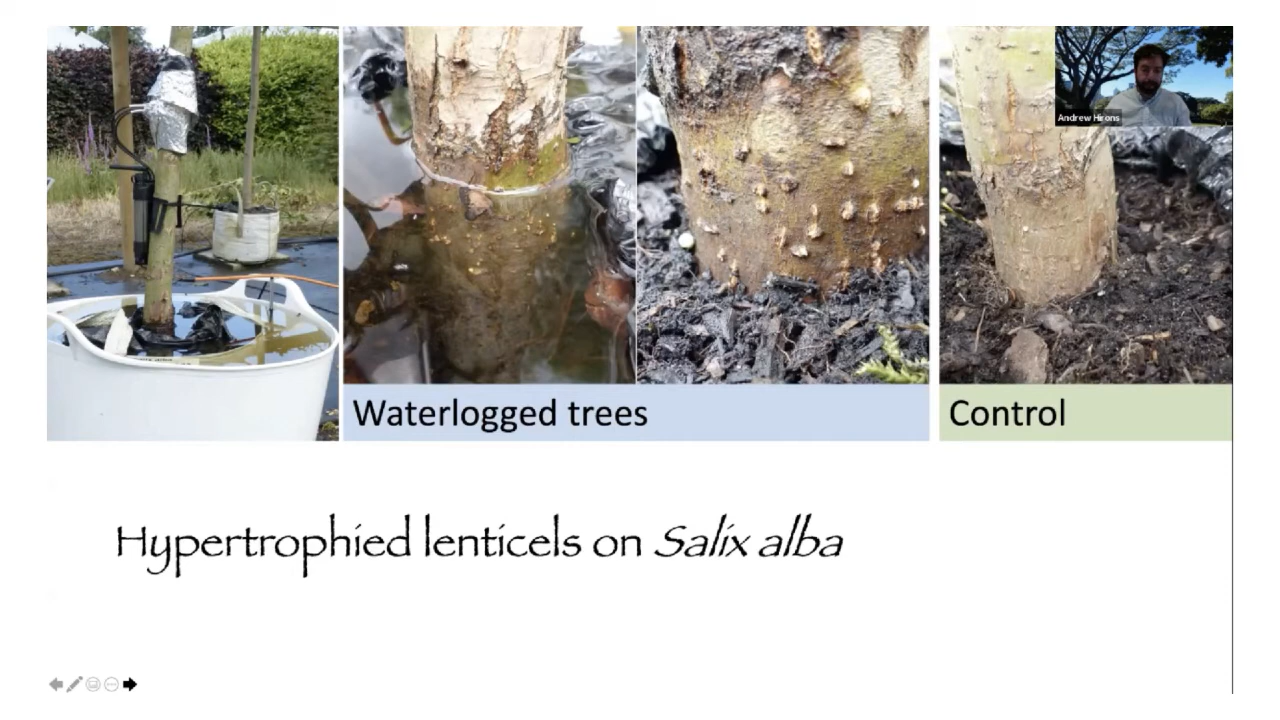 Andrew Hirons
Waterlogged trees
Control
Hypertrophied lenticels on Salix alba